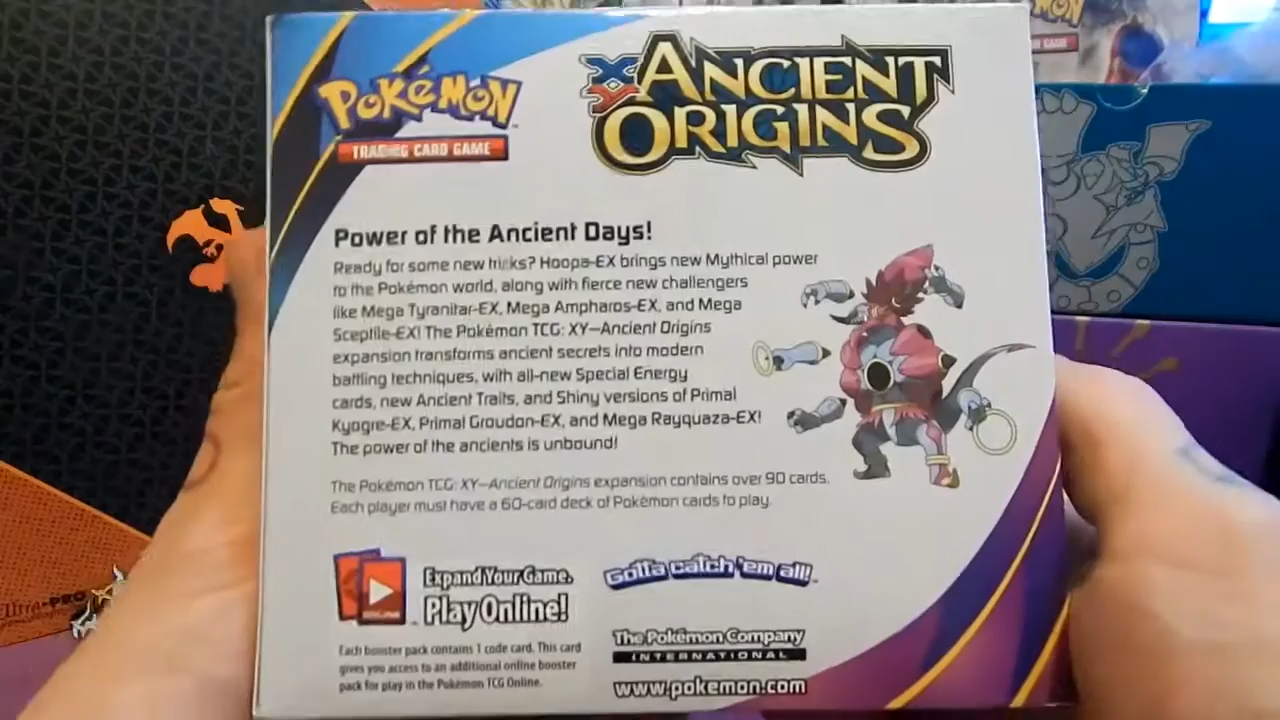 POKéMON
TRADING CARD GAME
XY
ANCIENT
ORIGINS
Power of the Ancient Days!
Ready for some new tricks? Hoopa-EX brings new Mythical power
to the Pokémon world, along with fierce new challengers
like Mega Tyranitar-EX, Mega Ampharos-EX, and Mega
Sceptile-EX! The Pokémon TCG: XY—Ancient Origins
expansion transforms ancient secrets into modern
battling techniques, with all-new Special Energy
cards, new Ancient Traits, and Shiny versions of Primal
Kyogre-EX, Primal Groudon-EX, and Mega Rayquaza-EX!
The power of the ancients is unbound!
The Pokémon TCG: XY—Ancient Origins expansion contains over 90 cards.
Each player must have a 60-card deck of Pokémon cards to play.
ONLINE
Expand Your Game.
Play Online!
Each booster pack contains 1 code card. This card
gives you access to an additional online booster
pack for play in the Pokémon TCG Online.
Gotta catch 'em all!™
The Pokémon Company
INTERNATIONAL
www.pokemon.com
Ultra•PRO